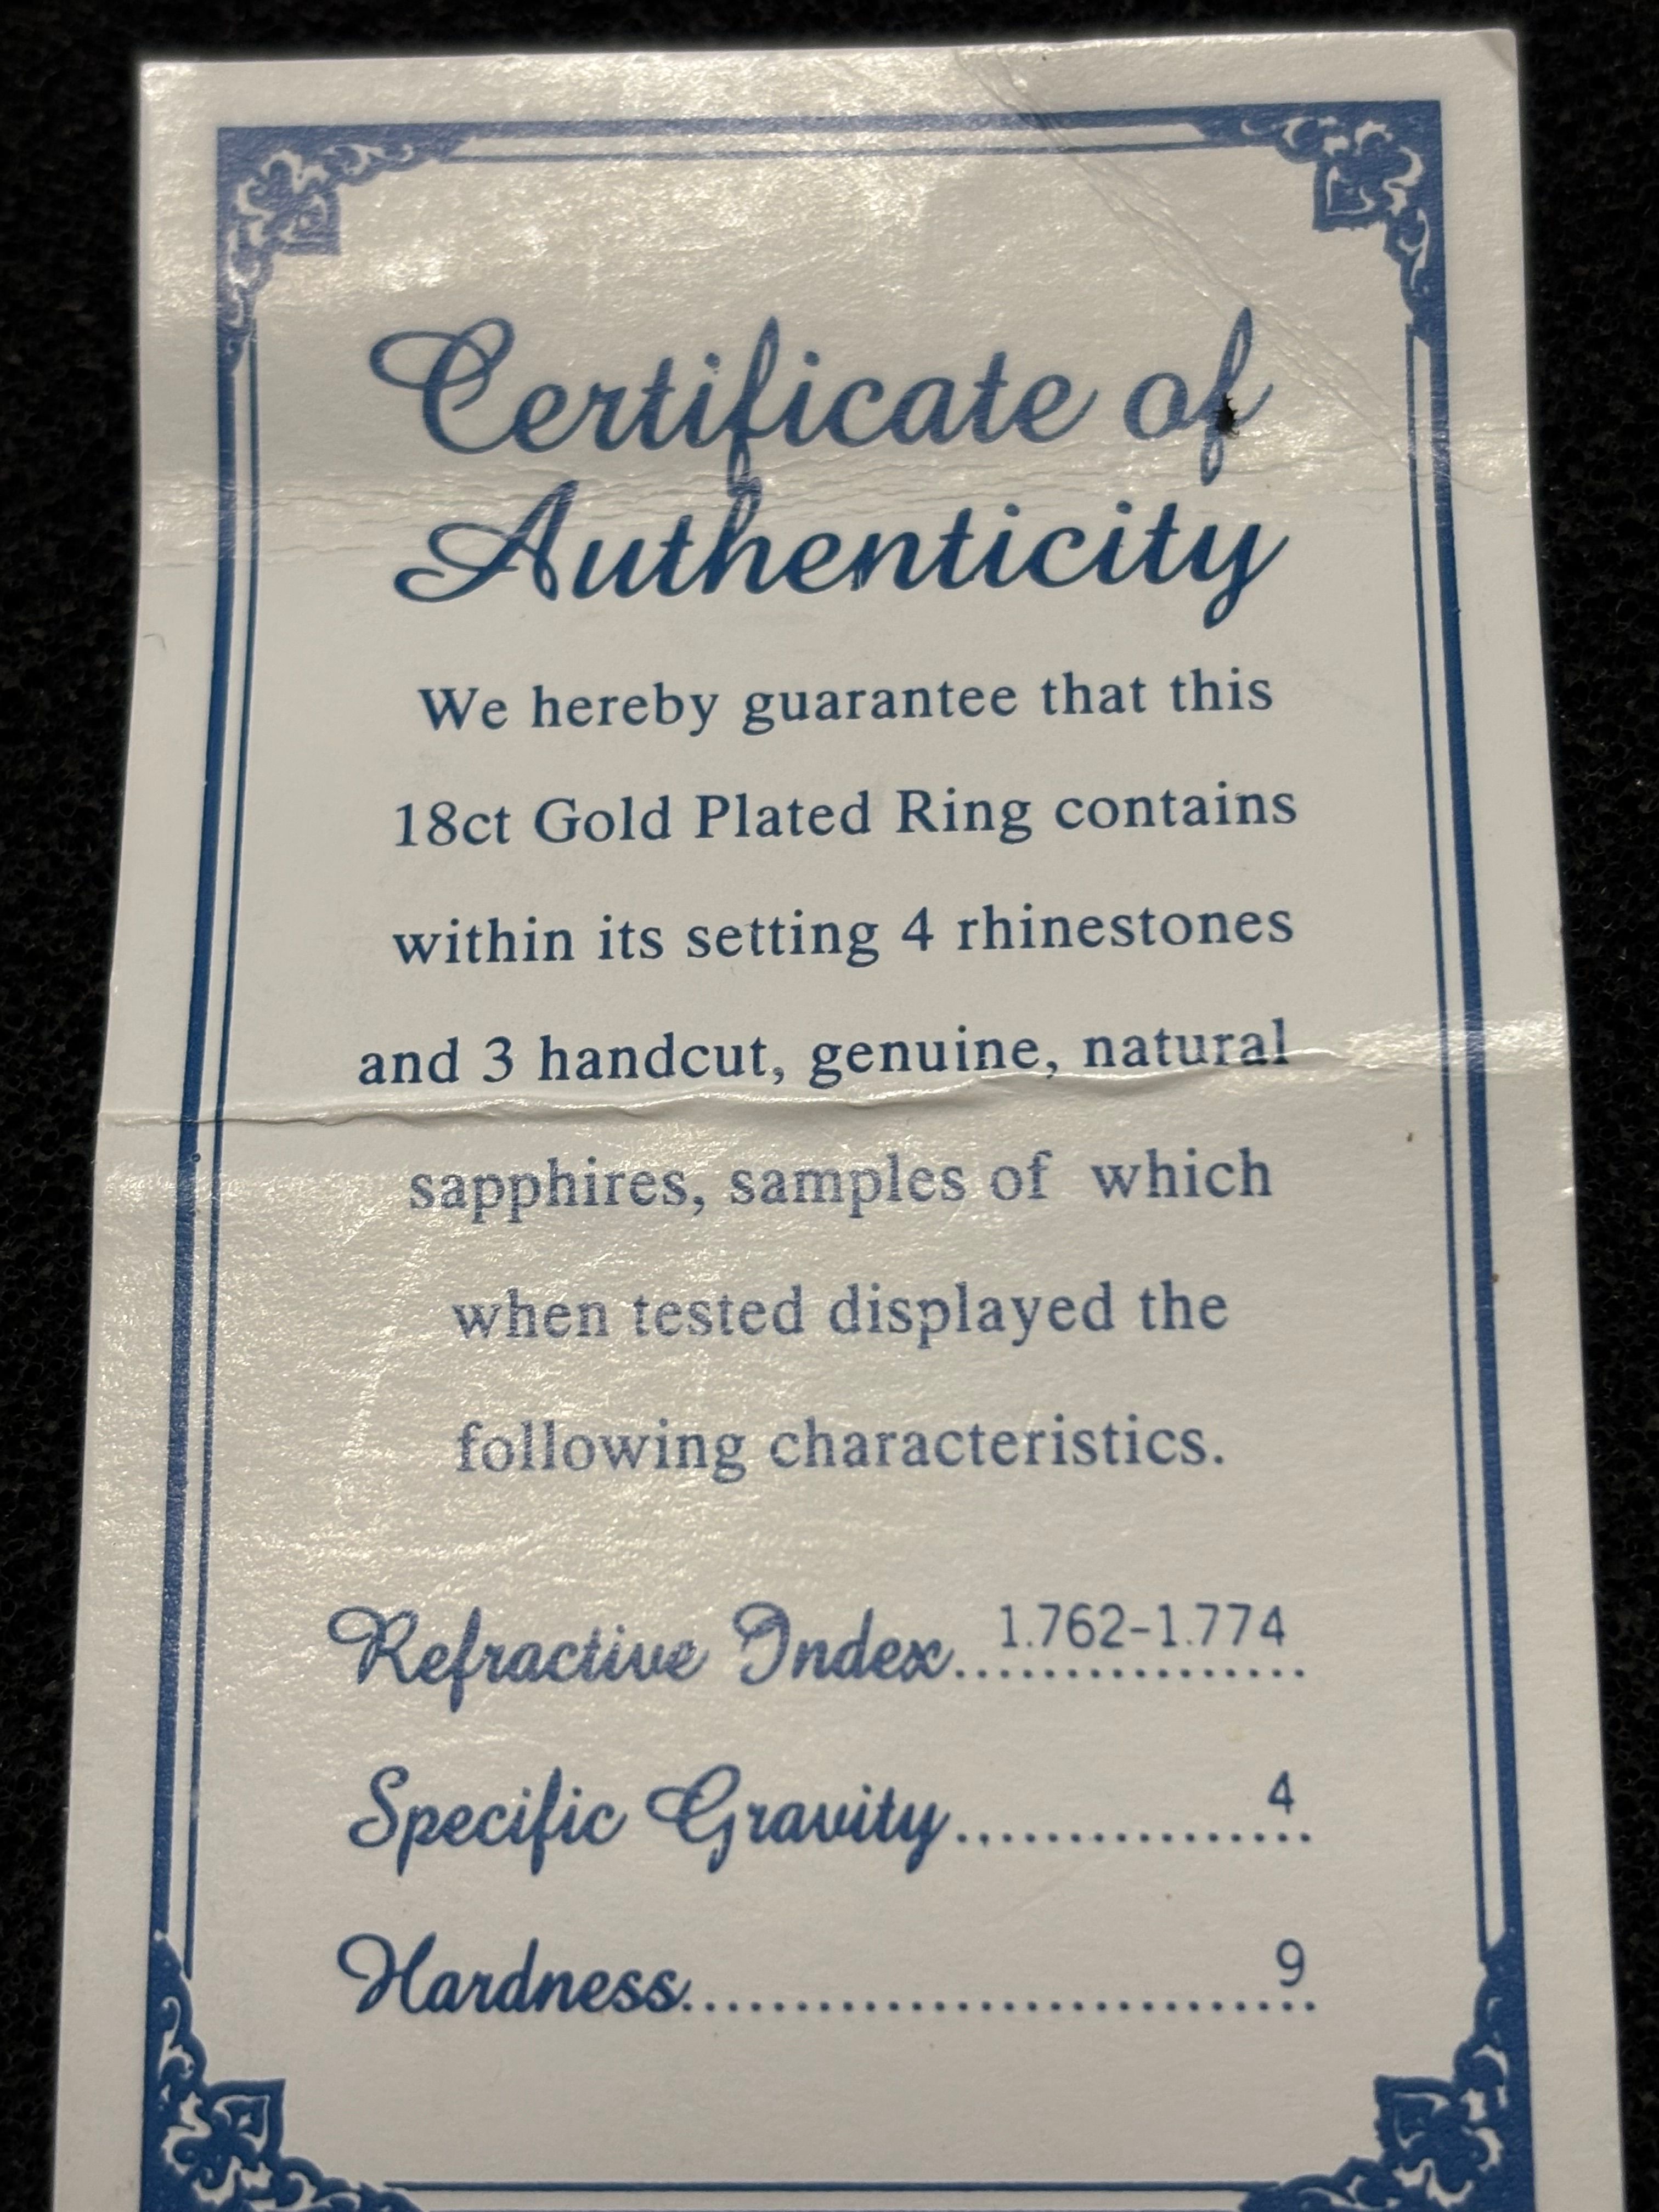 Certificate of
Authenticity
We hereby guarantee that this
18ct Gold Plated Ring contains
within its setting 4 rhinestones
and 3 handcut, genuine, natural
sapphires, samples of which
when tested displayed the
following characteristics.
Refractive Index................. 1.762-1.774
Specific Gravity................. 4
Hardness.............................. 9